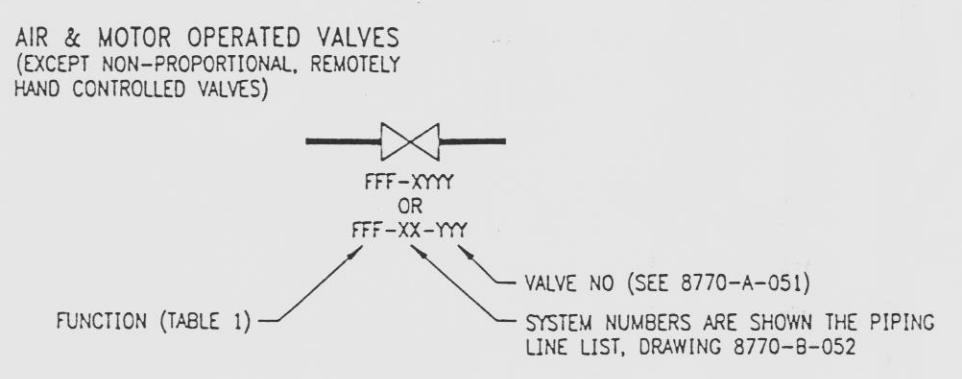 AIR & MOTOR OPERATED VALVES
(EXCEPT NON-PROPORTIONAL, REMOTELY
HAND CONTROLLED VALVES)
FFF-XYYY
OR
FFF-XX-YYY
VALVE NO (SEE 8770-A-051)
FUNCTION (TABLE 1)
SYSTEM NUMBERS ARE SHOWN THE PIPING
LINE LIST, DRAWING 8770-B-052